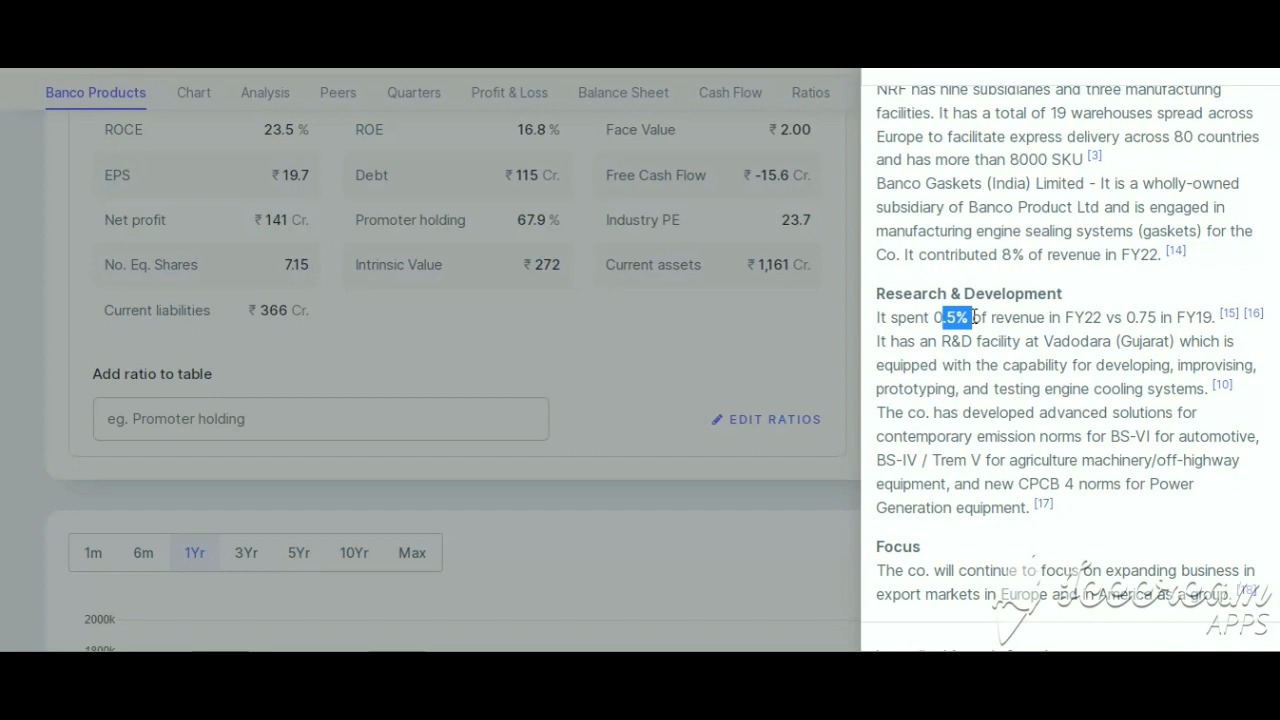 Banco Products Chart Analysis Peers Quarters Profit & Loss Balance Sheet Cash Flow Ratios
ROCE 23.5 % ROE 16.8 % Face Value ₹ 2.00
EPS ₹ 19.7 Debt ₹ 115 Cr. Free Cash Flow ₹ -15.6 Cr.
Net profit ₹ 141 Cr. Promoter holding 67.9 % Industry PE 23.7
No. Eq. Shares 7.15 Intrinsic Value ₹ 272 Current assets ₹ 1,161 Cr.
Current liabilities ₹ 366 Cr.
Add ratio to table
eg. Promoter holding EDIT RATIOS
1m 6m 1Yr 3Yr 5Yr 10Yr Max
2000k
1800k
NRF has nine subsidiaries and three manufacturing
facilities. It has a total of 19 warehouses spread across
Europe to facilitate express delivery across 80 countries
and has more than 8000 SKU [3]
Banco Gaskets (India) Limited - It is a wholly-owned
subsidiary of Banco Product Ltd and is engaged in
manufacturing engine sealing systems (gaskets) for the
Co. It contributed 8% of revenue in FY22. [14]
Research & Development
It spent 0.5% of revenue in FY22 vs 0.75 in FY19. [15] [16]
It has an R&D facility at Vadodara (Gujarat) which is
equipped with the capability for developing, improvising,
prototyping, and testing engine cooling systems. [10]
The co. has developed advanced solutions for
contemporary emission norms for BS-VI for automotive,
BS-IV / Trem V for agriculture machinery/off-highway
equipment, and new CPCB 4 norms for Power
Generation equipment. [17]
Focus
The co. will continue to focus on expanding business in
export markets in Europe and in America as a group. [18]
APPS